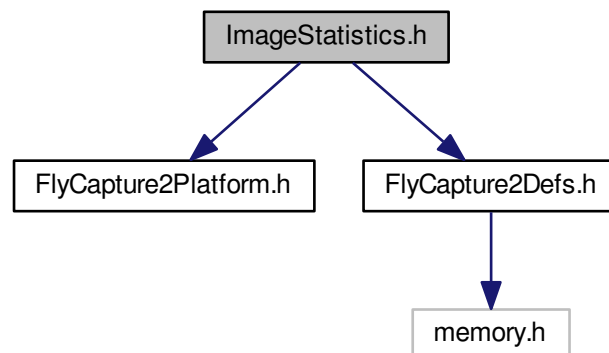 ImageStatistics.h
FlyCapture2Platform.h
FlyCapture2Defs.h
memory.h